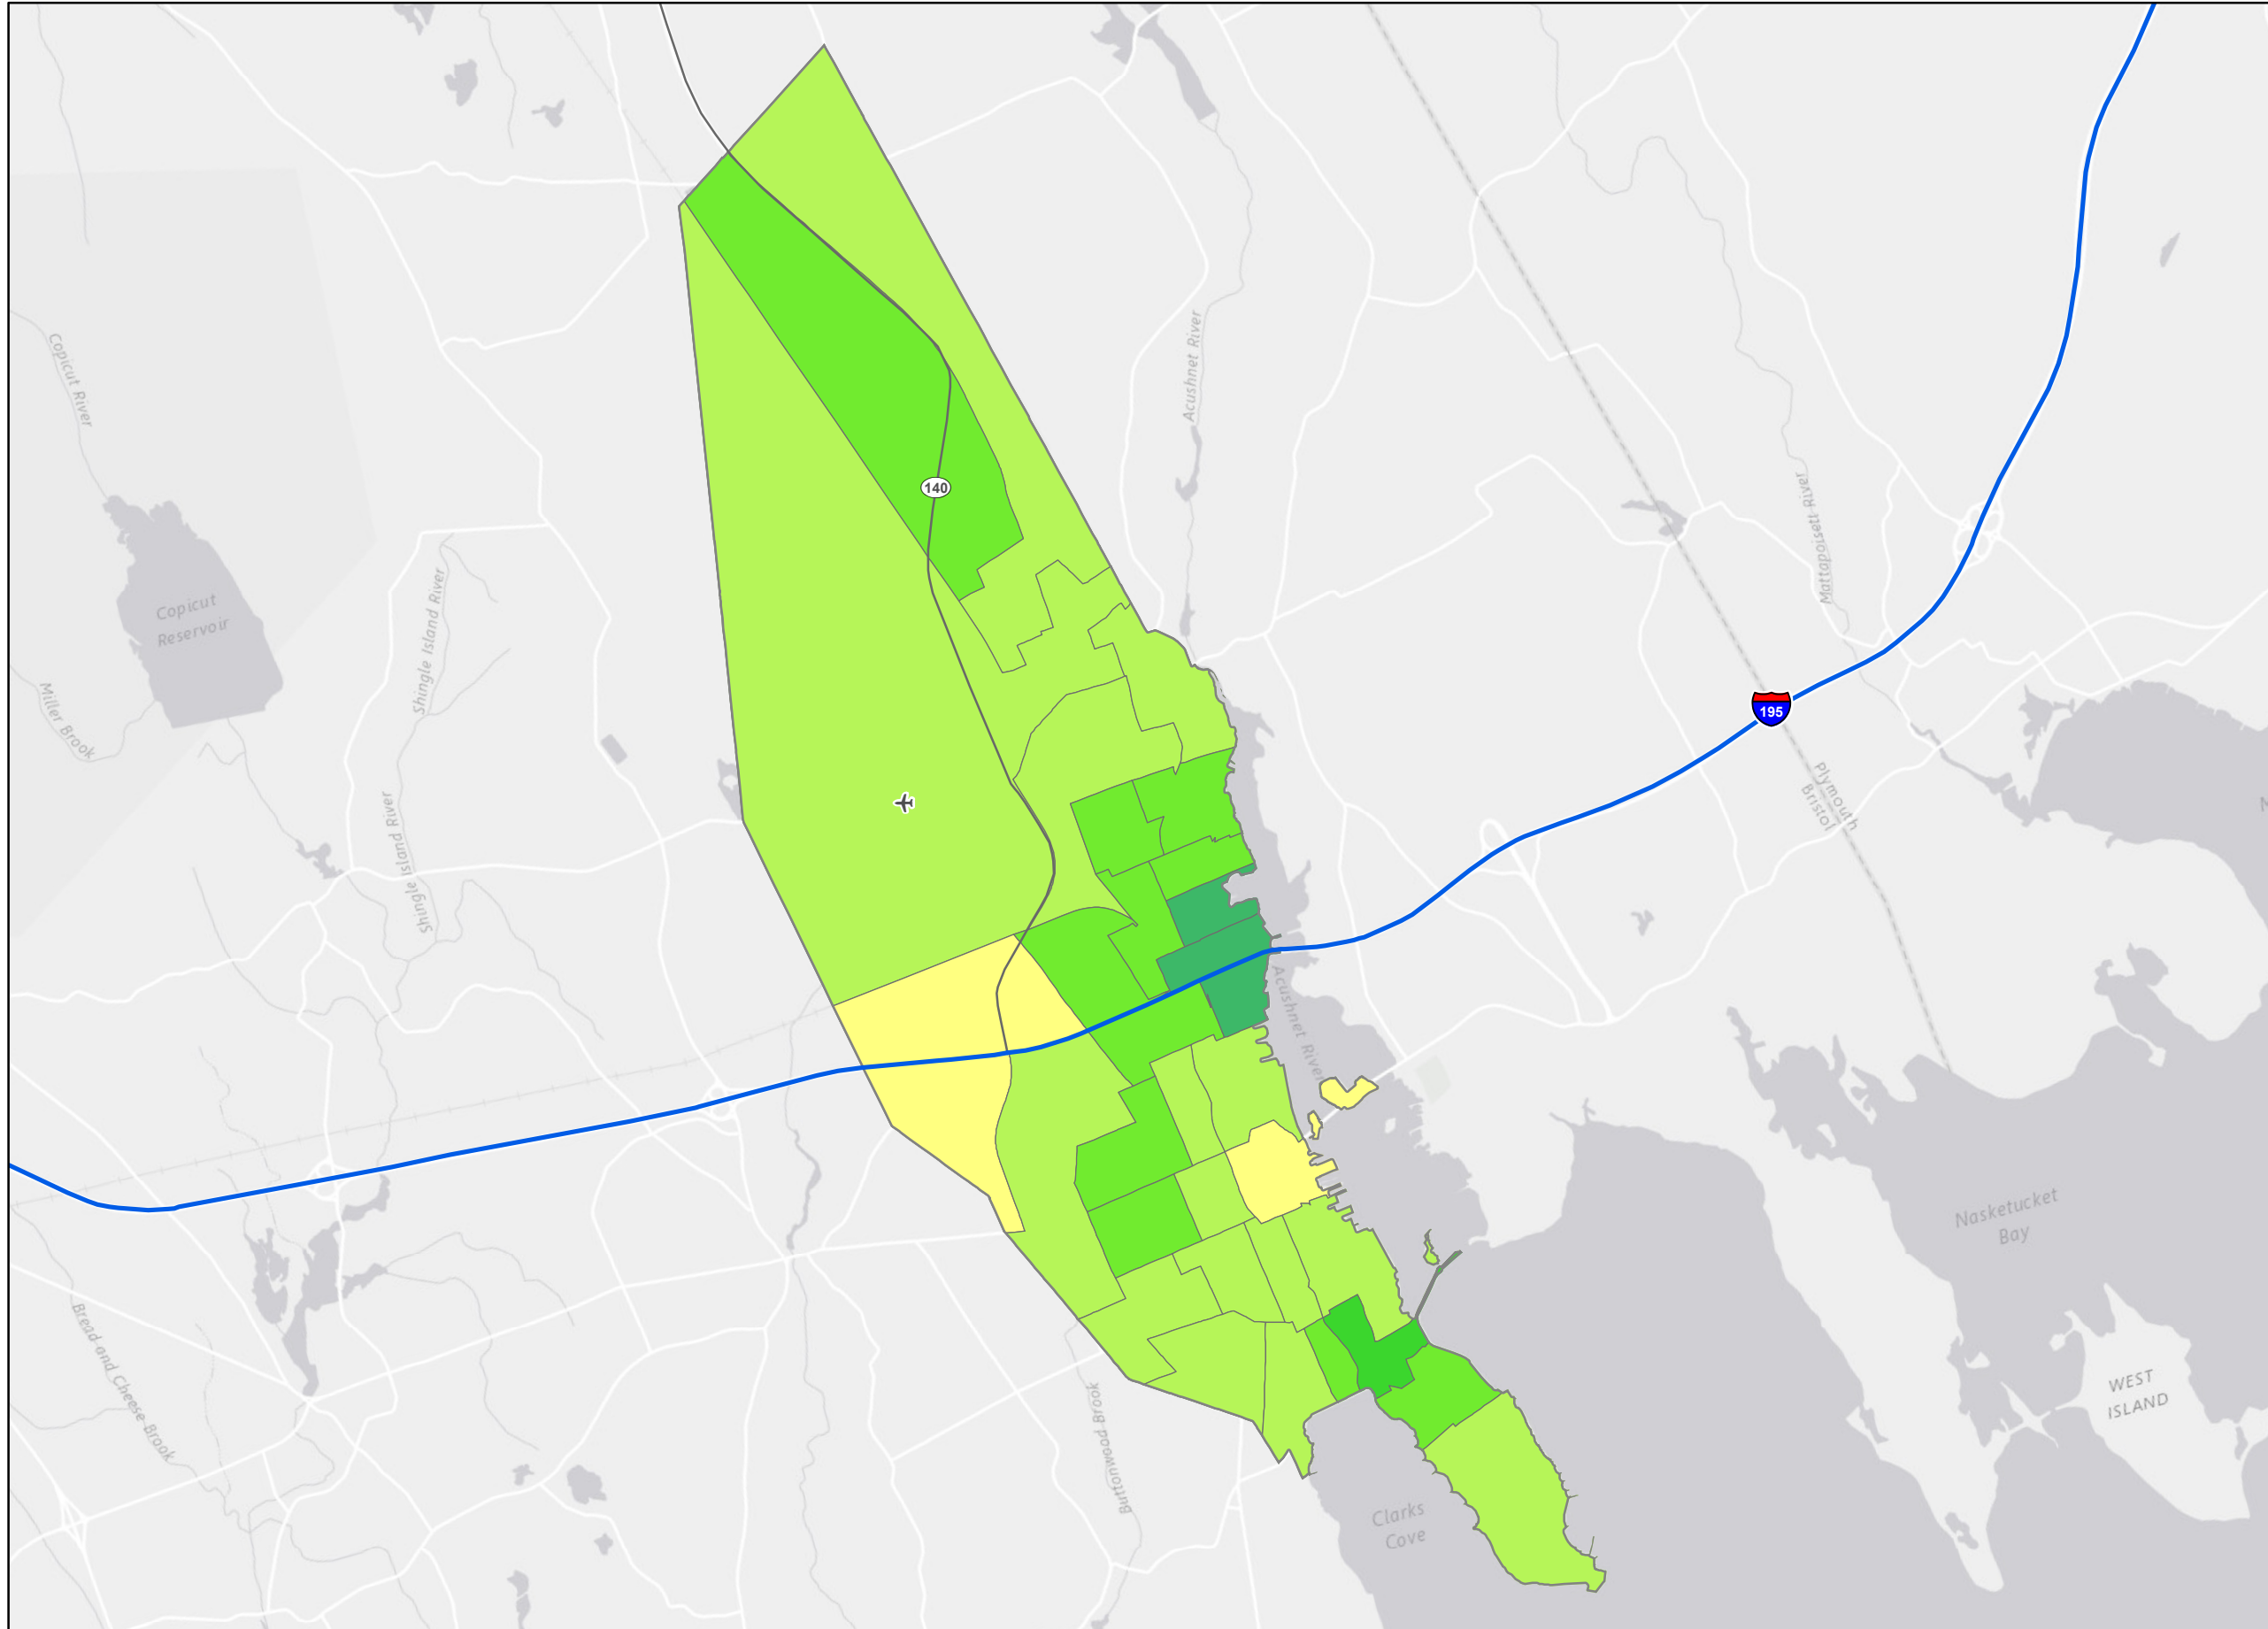 Copicut River
Acushnet River
140
Mattapoisett River
Copicut
Reservoir
Shingle Island River
Miller Brook
195
Plymouth
Bristol
Shingle Island River
Acushnet River
Nasketucket
Bay
Bread and Cheese Brook
WEST
ISLAND
Buttonwood Brook
Clarks
Cove